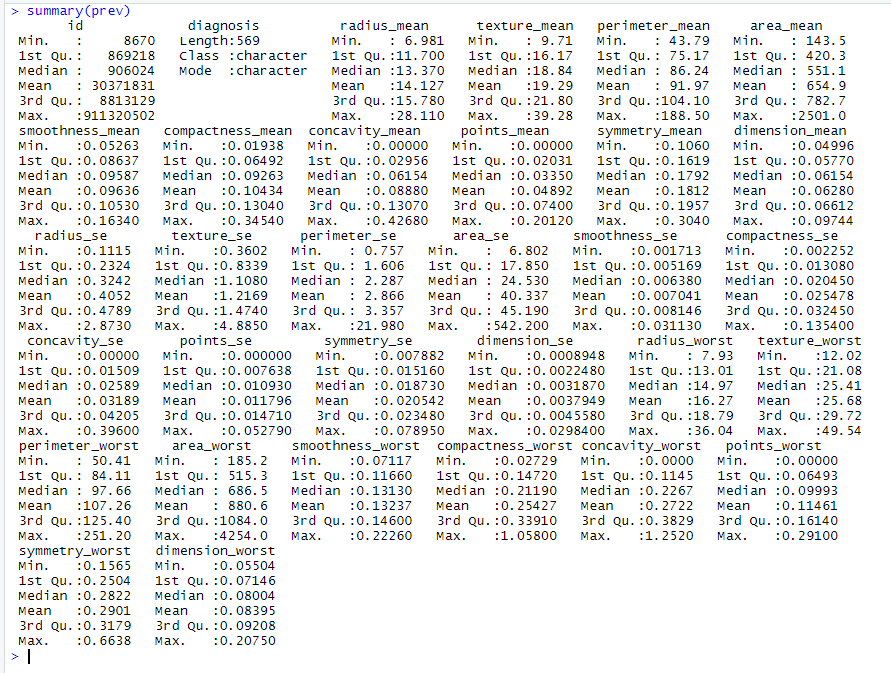 > summary(prev)
id diagnosis radius_mean texture_mean perimeter_mean area_mean
Min. : 8670 Length:569 Min. : 6.981 Min. : 9.71 Min. : 43.79 Min. : 143.5
1st Qu.: 869218 Class :character 1st Qu.:11.700 1st Qu.:16.17 1st Qu.: 75.17 1st Qu.: 420.3
Median : 906024 Mode :character Median :13.370 Median :18.84 Median : 86.24 Median : 551.1
Mean : 30371831 Mean :14.127 Mean :19.29 Mean : 91.97 Mean : 654.9
3rd Qu.: 8813129 3rd Qu.:15.780 3rd Qu.:21.80 3rd Qu.:104.10 3rd Qu.: 782.7
Max. :911320502 Max. :28.110 Max. :39.28 Max. :188.50 Max. :2501.0
smoothness_mean compactness_mean concavity_mean points_mean symmetry_mean dimension_mean
Min. :0.05263 Min. :0.01938 Min. :0.00000 Min. :0.00000 Min. :0.1060 Min. :0.04996
1st Qu.:0.08637 1st Qu.:0.06492 1st Qu.:0.02956 1st Qu.:0.02031 1st Qu.:0.1619 1st Qu.:0.05770
Median :0.09587 Median :0.09263 Median :0.06154 Median :0.03350 Median :0.1792 Median :0.06154
Mean :0.09636 Mean :0.10434 Mean :0.08880 Mean :0.04892 Mean :0.1812 Mean :0.06280
3rd Qu.:0.10530 3rd Qu.:0.13040 3rd Qu.:0.13070 3rd Qu.:0.07400 3rd Qu.:0.1957 3rd Qu.:0.06612
Max. :0.16340 Max. :0.34540 Max. :0.42680 Max. :0.20120 Max. :0.3040 Max. :0.09744
radius_se texture_se perimeter_se area_se smoothness_se compactness_se
Min. :0.1115 Min. :0.3602 Min. : 0.757 Min. : 6.802 Min. :0.001713 Min. :0.002252
1st Qu.:0.2324 1st Qu.:0.8339 1st Qu.: 1.606 1st Qu.: 17.850 1st Qu.:0.005169 1st Qu.:0.013080
Median :0.3242 Median :1.1080 Median : 2.287 Median : 24.530 Median :0.006380 Median :0.020450
Mean :0.4052 Mean :1.2169 Mean : 2.866 Mean : 40.337 Mean :0.007041 Mean :0.025478
3rd Qu.:0.4789 3rd Qu.:1.4740 3rd Qu.: 3.357 3rd Qu.: 45.190 3rd Qu.:0.008146 3rd Qu.:0.032450
Max. :2.8730 Max. :4.8850 Max. :21.980 Max. :542.200 Max. :0.031130 Max. :0.135400
concavity_se points_se symmetry_se dimension_se radius_worst texture_worst
Min. :0.00000 Min. :0.000000 Min. :0.007882 Min. :0.0008948 Min. : 7.93 Min. :12.02
1st Qu.:0.01509 1st Qu.:0.007638 1st Qu.:0.015160 1st Qu.:0.0022480 1st Qu.:13.01 1st Qu.:21.08
Median :0.02589 Median :0.010930 Median :0.018730 Median :0.0031870 Median :14.97 Median :25.41
Mean :0.03189 Mean :0.011796 Mean :0.020542 Mean :0.0037949 Mean :16.27 Mean :25.68
3rd Qu.:0.04205 3rd Qu.:0.014710 3rd Qu.:0.023480 3rd Qu.:0.0045580 3rd Qu.:18.79 3rd Qu.:29.72
Max. :0.39600 Max. :0.052790 Max. :0.078950 Max. :0.0298400 Max. :36.04 Max. :49.54
perimeter_worst area_worst smoothness_worst compactness_worst concavity_worst points_worst
Min. : 50.41 Min. : 185.2 Min. :0.07117 Min. :0.02729 Min. :0.0000 Min. :0.00000
1st Qu.: 84.11 1st Qu.: 515.3 1st Qu.:0.11660 1st Qu.:0.14720 1st Qu.:0.1145 1st Qu.:0.06493
Median : 97.66 Median : 686.5 Median :0.13130 Median :0.21190 Median :0.2267 Median :0.09993
Mean :107.26 Mean : 880.6 Mean :0.13237 Mean :0.25427 Mean :0.2722 Mean :0.11461
3rd Qu.:125.40 3rd Qu.:1084.0 3rd Qu.:0.14600 3rd Qu.:0.33910 3rd Qu.:0.3829 3rd Qu.:0.16140
Max. :251.20 Max. :4254.0 Max. :0.22260 Max. :1.05800 Max. :1.2520 Max. :0.29100
symmetry_worst dimension_worst
Min. :0.1565 Min. :0.05504
1st Qu.:0.2504 1st Qu.:0.07146
Median :0.2822 Median :0.08004
Mean :0.2901 Mean :0.08395
3rd Qu.:0.3179 3rd Qu.:0.09208
Max. :0.6638 Max. :0.20750
>